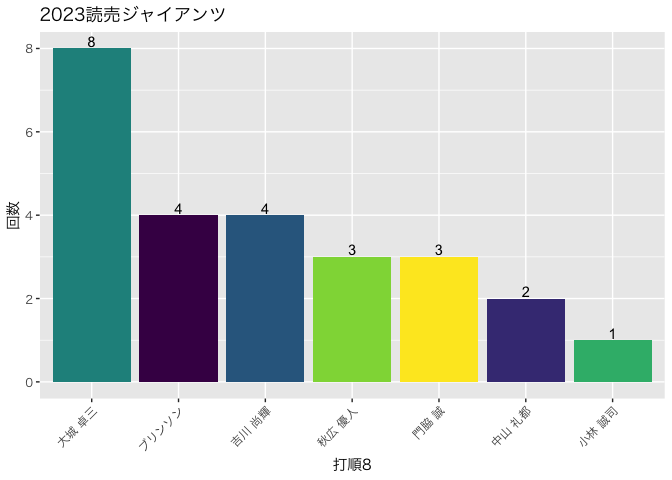 2023読売ジャイアンツ
回数
8
6
4
2
0
8
4
4
3
3
2
1
大城 卓三
ブリンソン
吉川 尚輝
秋広 優人
門脇 誠
中山 礼都
小林 誠司
打順8